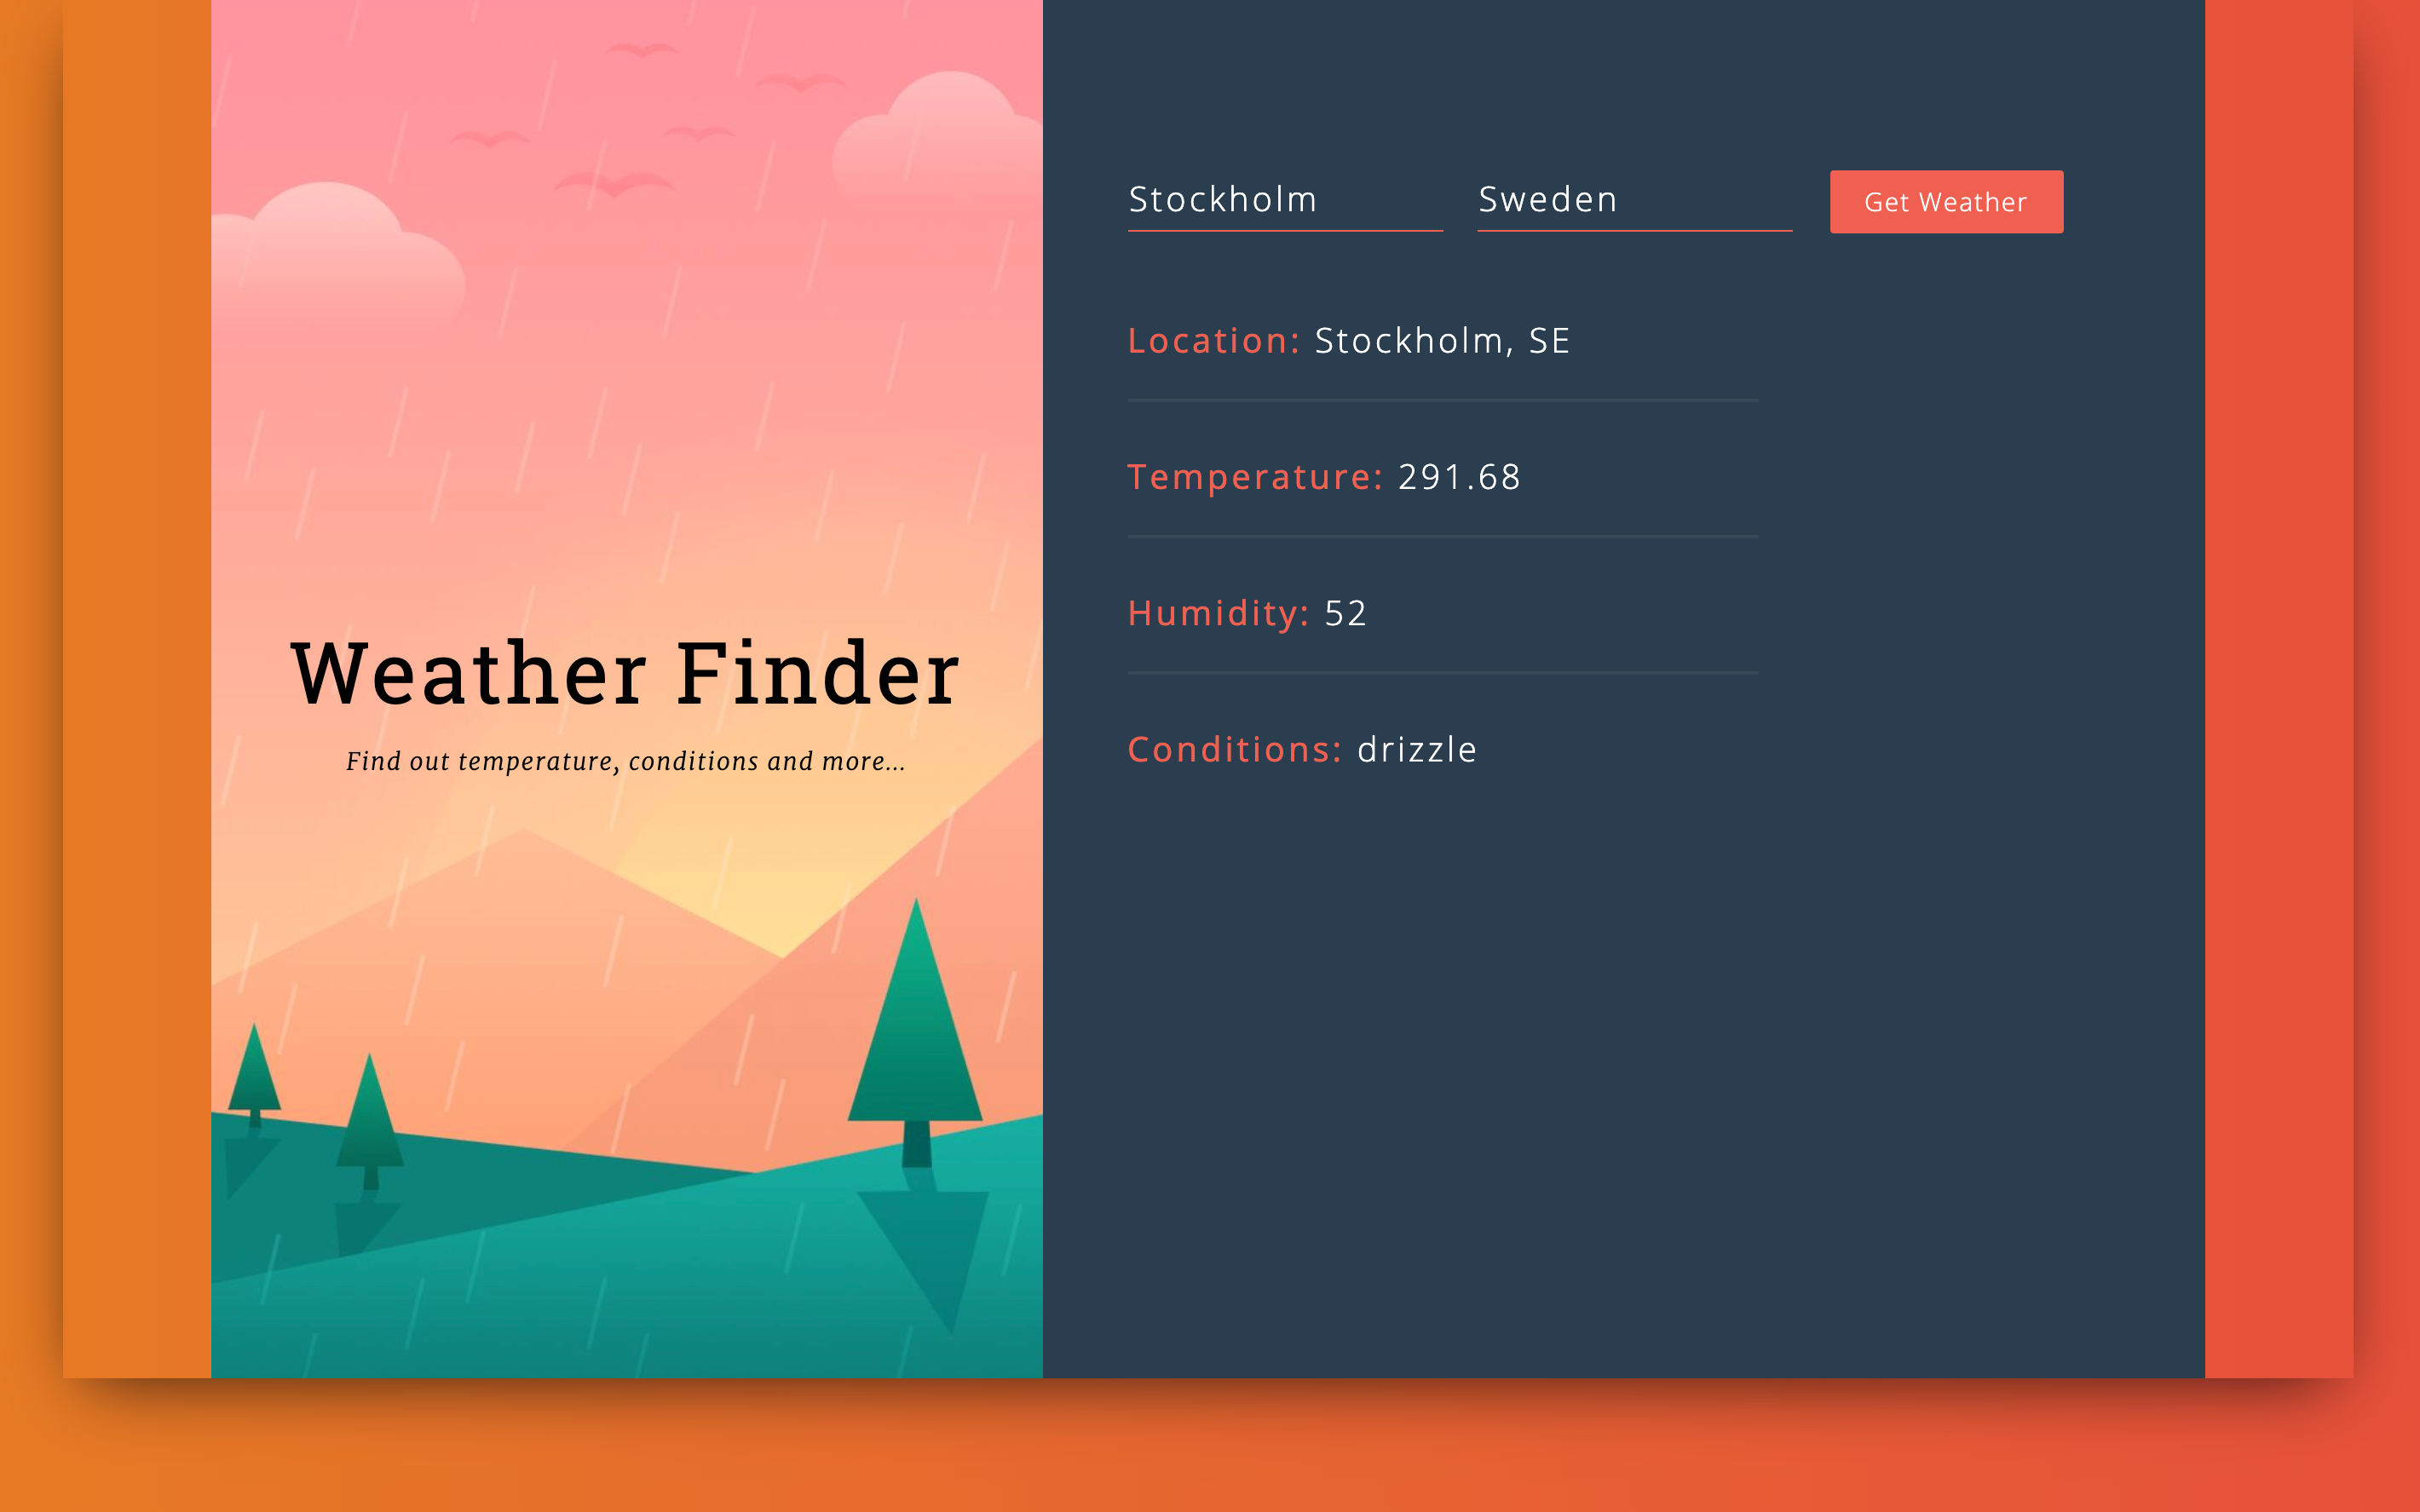 Weather Finder
Find out temperature, conditions and more...
Stockholm
Sweden
Get Weather
Location: Stockholm, SE
Temperature: 291.68
Humidity: 52
Conditions: drizzle